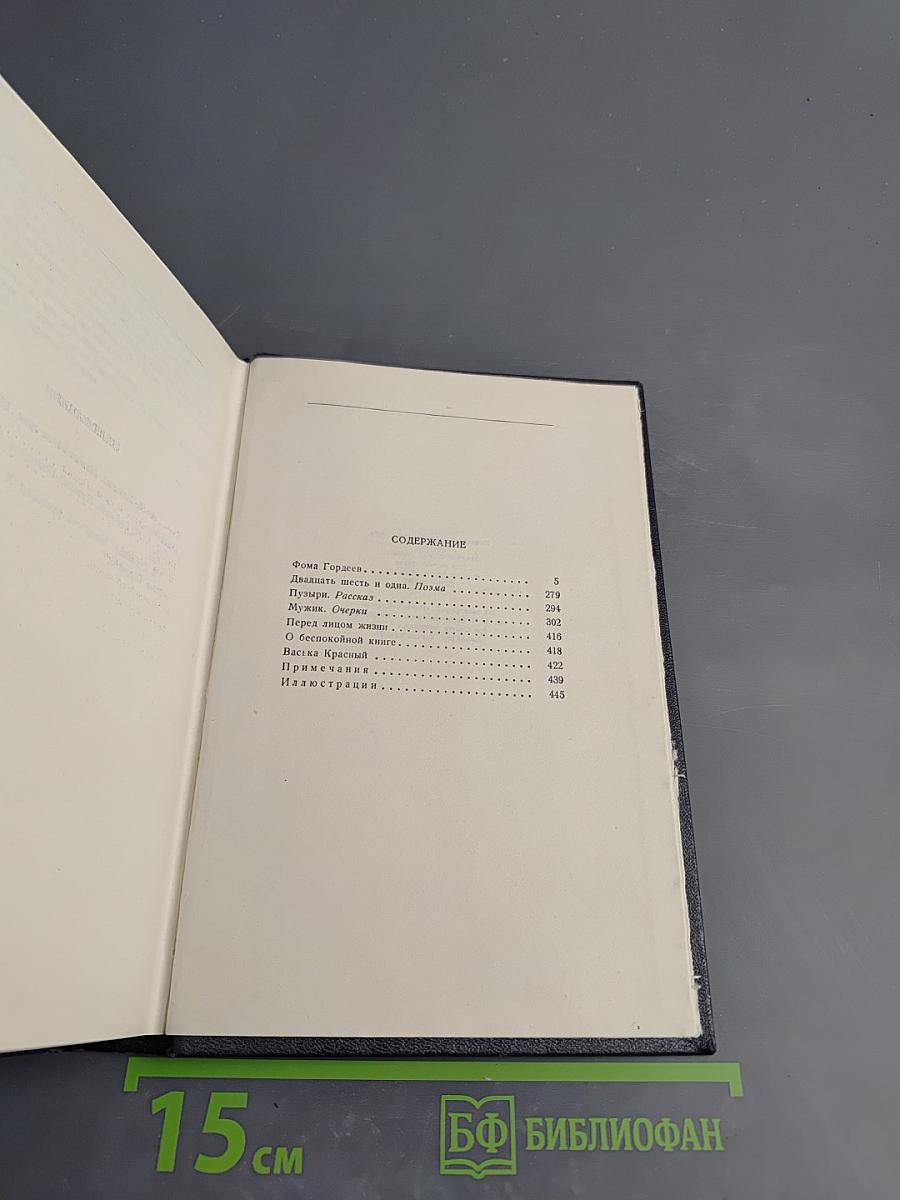 СОДЕРЖАНИЕ
Фома Гордеев . . . . . . . . . . . . . . . . . . . . . . 5
Двадцать шесть и одна. Поэма . . . . . . . . . . 279
Пузыри. Рассказ . . . . . . . . . . . . . . . . . . . . 294
Мужик. Очерки . . . . . . . . . . . . . . . . . . . . 302
Перед лицом жизни . . . . . . . . . . . . . . . . . . 416
О беспокойной книге . . . . . . . . . . . . . . . . . 418
Васька Красный . . . . . . . . . . . . . . . . . . . . 422
Примечания . . . . . . . . . . . . . . . . . . . . . . 439
Иллюстрации . . . . . . . . . . . . . . . . . . . . . 445
15 см
БФ БИБЛИОФАН